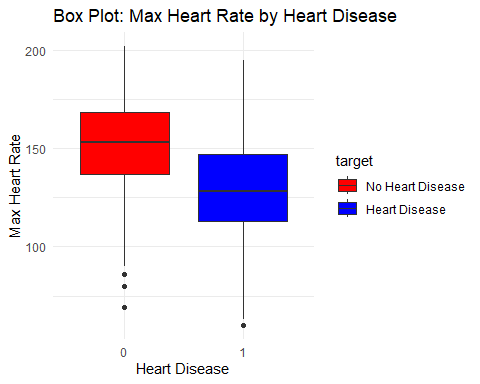 Box Plot: Max Heart Rate by Heart Disease
200
150
100
Max Heart Rate
0
1
Heart Disease
target
No Heart Disease
Heart Disease